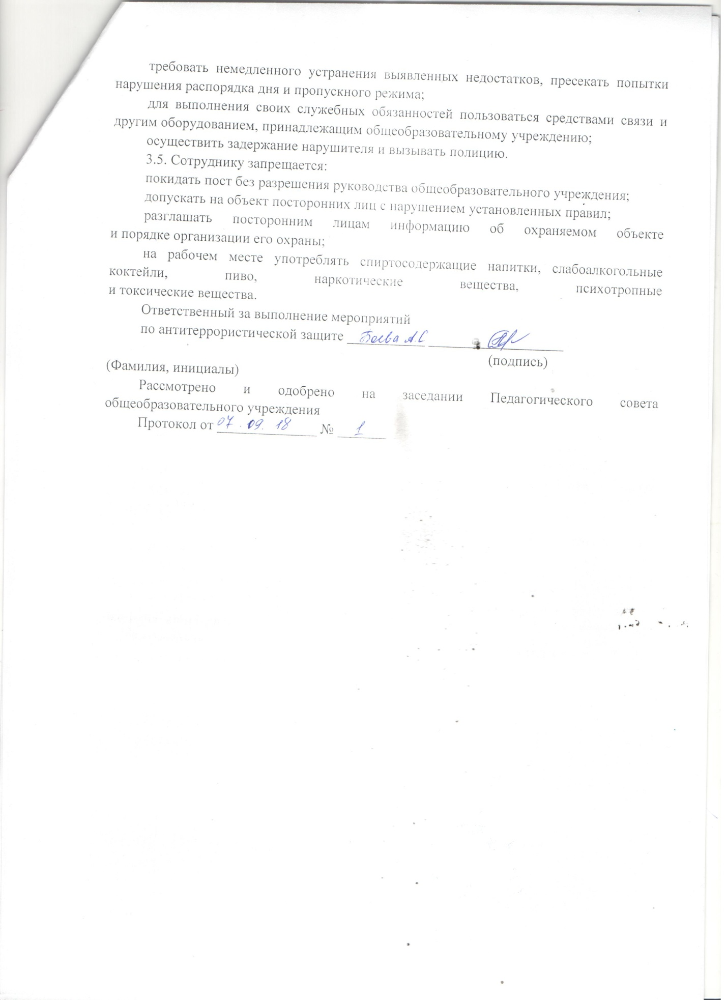 требовать немедленного устранения выявленных недостатков, пресекать попытки
нарушения распорядка дня и пропускного режима;
для выполнения своих служебных обязанностей пользоваться средствами связи и
другим оборудованием, принадлежащим общеобразовательному учреждению;
осуществить задержание нарушителя и вызывать полицию.
3.5. Сотруднику запрещается:
покидать пост без разрешения руководства общеобразовательного учреждения;
допускать на объект посторонних лиц с нарушением установленных правил;
разглашать посторонним лицам информацию об охраняемом объекте
и порядке организации его охраны;
на рабочем месте употреблять спиртосодержащие напитки, слабоалкогольные
коктейли, пиво, наркотические вещества, психотропные
и токсические вещества.
Ответственный за выполнение мероприятий
по антитеррористической защите Боева А.С
(подпись)
(Фамилия, инициалы)
Рассмотрено и одобрено на заседании Педагогического совета
общеобразовательного учреждения
Протокол от 07.09.18 № 1